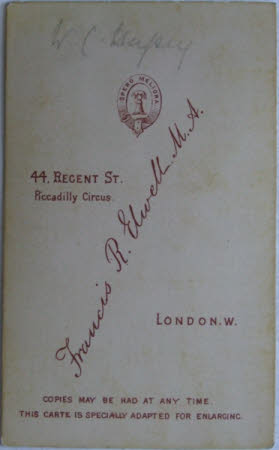 W. C.
SPERO MELIORA
44, REGENT ST.
Piccadilly Circus.
Francis R. Elwell. M.A.
LONDON. W.
COPIES MAY BE HAD AT ANY TIME.
THIS CARTE IS SPECIALLY ADAPTED FOR ENLARGING.